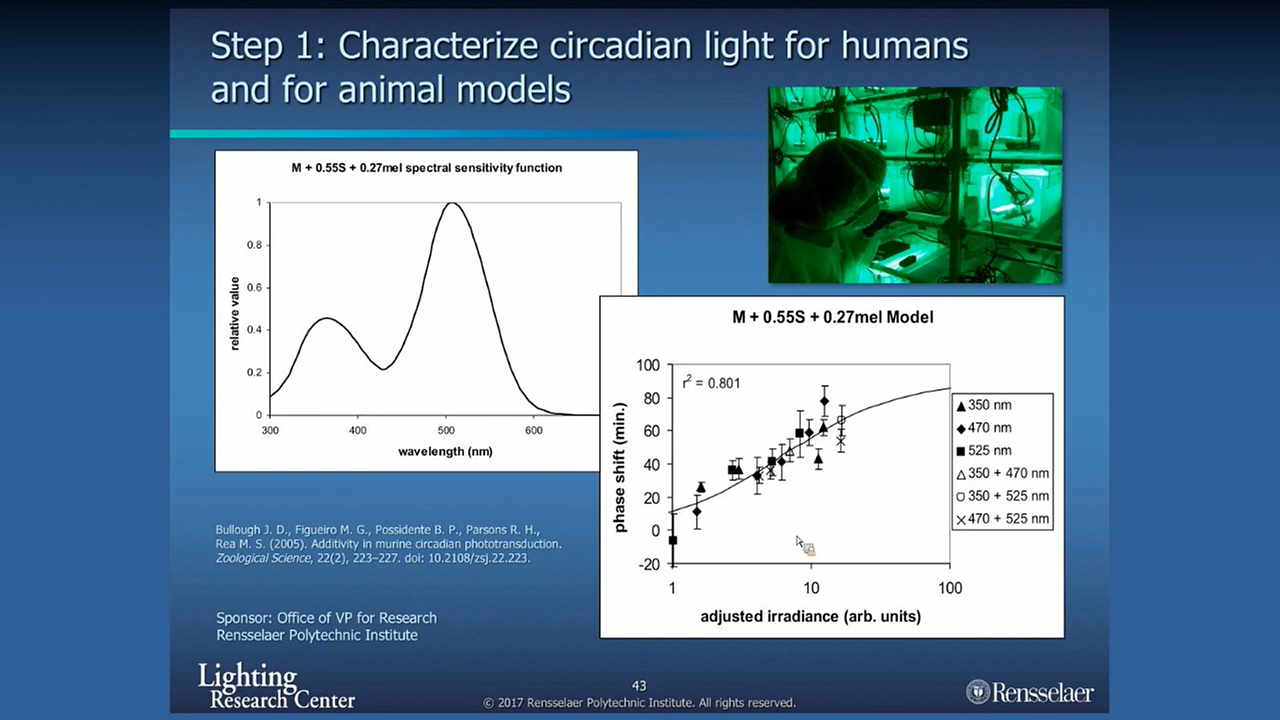 Step 1: Characterize circadian light for humans
and for animal models
M + 0.55S + 0.27mel spectral sensitivity function
relative value
1
0.8
0.6
0.4
0.2
0
300 400 500 600
wavelength (nm)
M + 0.55S + 0.27mel Model
r² = 0.801
phase shift (min.)
100
80
60
40
20
0
-20
1 10 100
adjusted irradiance (arb. units)
350 nm
470 nm
525 nm
350 + 470 nm
350 + 525 nm
470 + 525 nm
Bullough J. D., Figueiro M. G., Possidente B. P., Parsons R. H.,
Rea M. S. (2005). Additivity in murine circadian phototransduction.
Zoological Science, 22(2), 223–227. doi: 10.2108/zsj.22.223.
Sponsor: Office of VP for Research
Rensselaer Polytechnic Institute
Lighting
Research Center
43
© 2017 Rensselaer Polytechnic Institute. All rights reserved.
Rensselaer